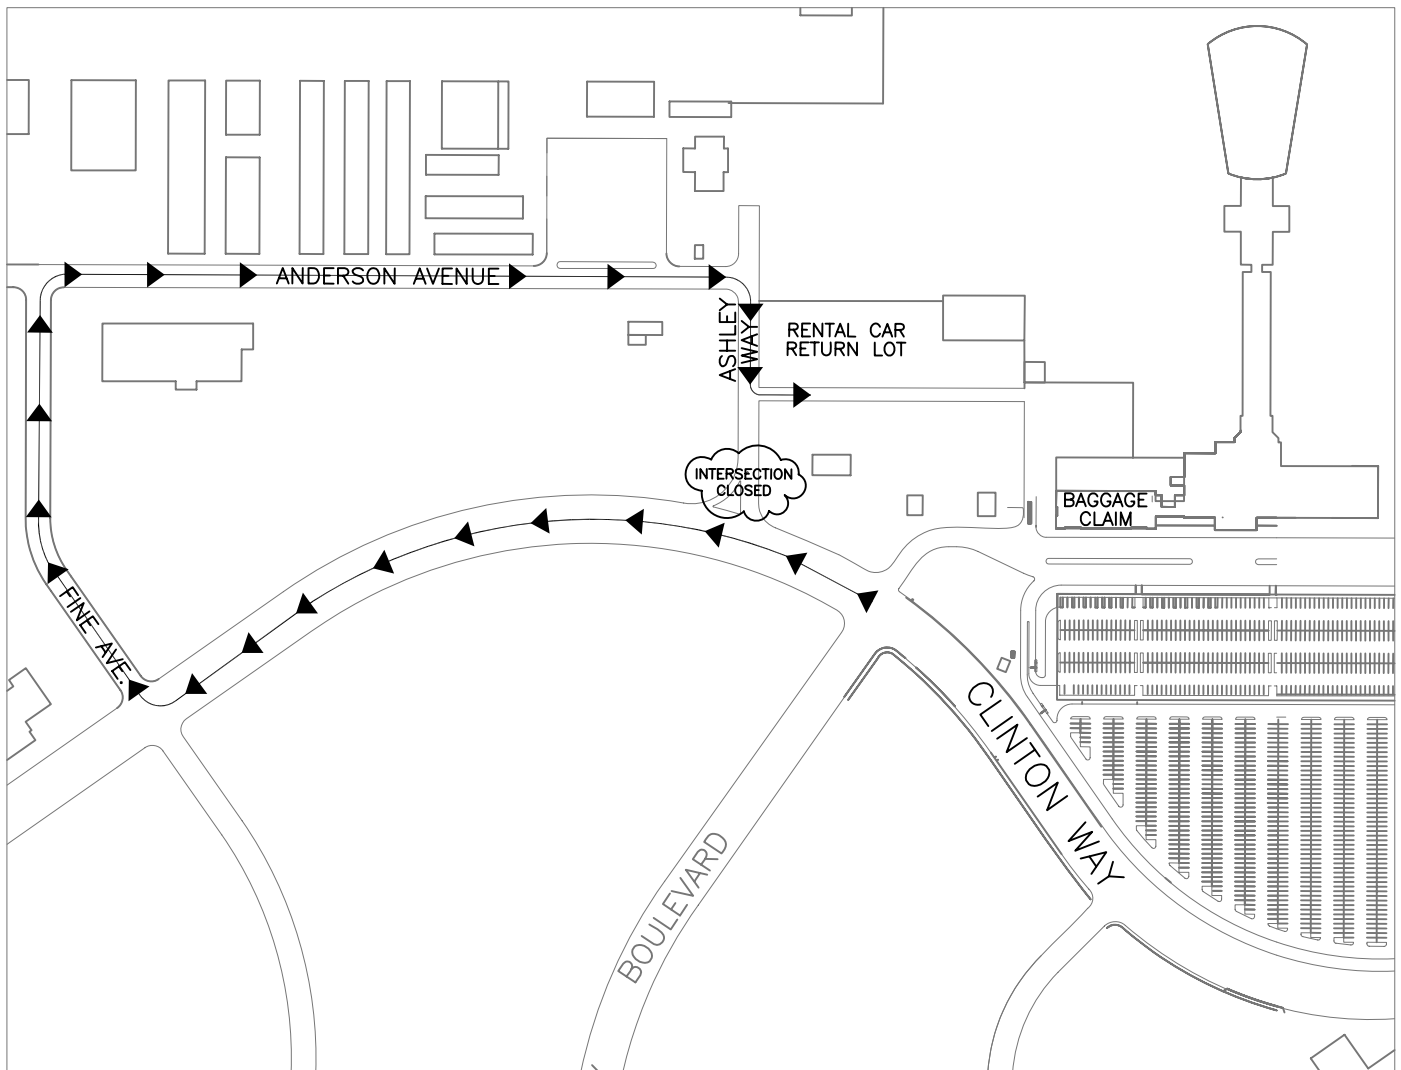 ANDERSON AVENUE
ASHLEY
WAY
RENTAL CAR
RETURN LOT
INTERSECTION
CLOSED
BAGGAGE
CLAIM
FINE AVE.
CLINTON WAY
BOULEVARD